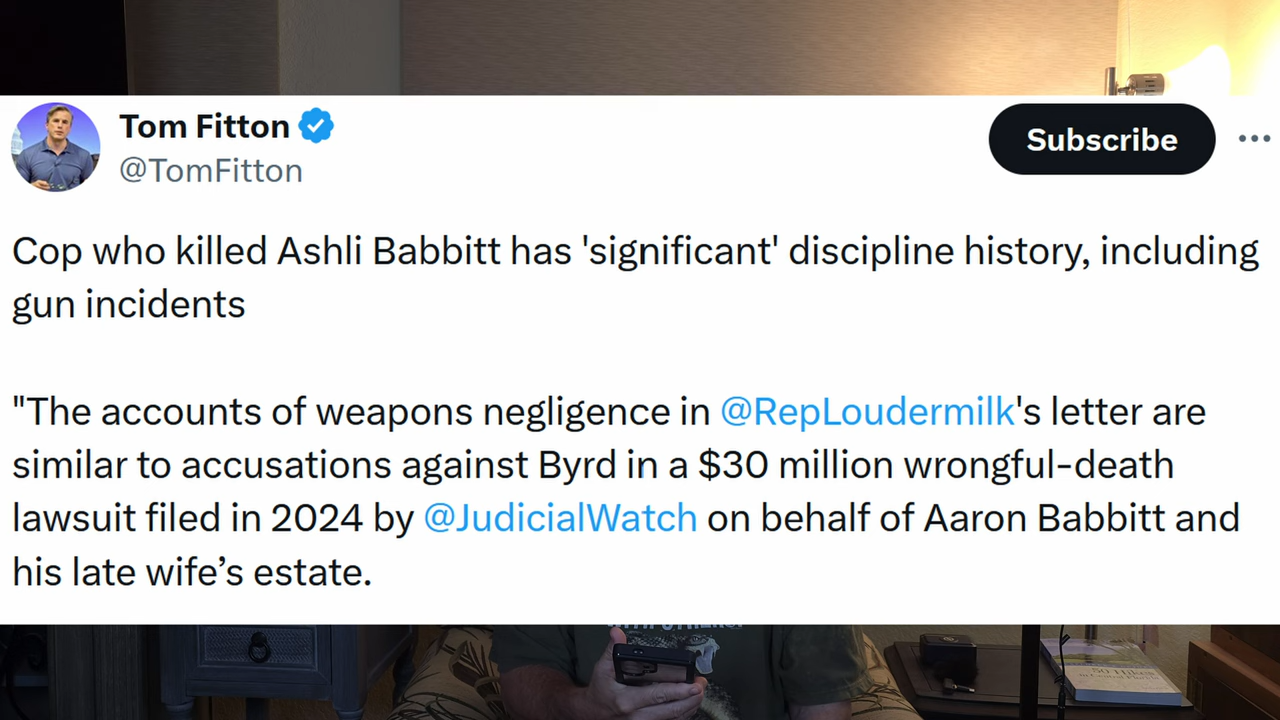 Tom Fitton
@TomFitton
Subscribe
Cop who killed Ashli Babbitt has 'significant' discipline history, including
gun incidents
"The accounts of weapons negligence in @RepLoudermilk's letter are
similar to accusations against Byrd in a $30 million wrongful-death
lawsuit filed in 2024 by @JudicialWatch on behalf of Aaron Babbitt and
his late wife’s estate.